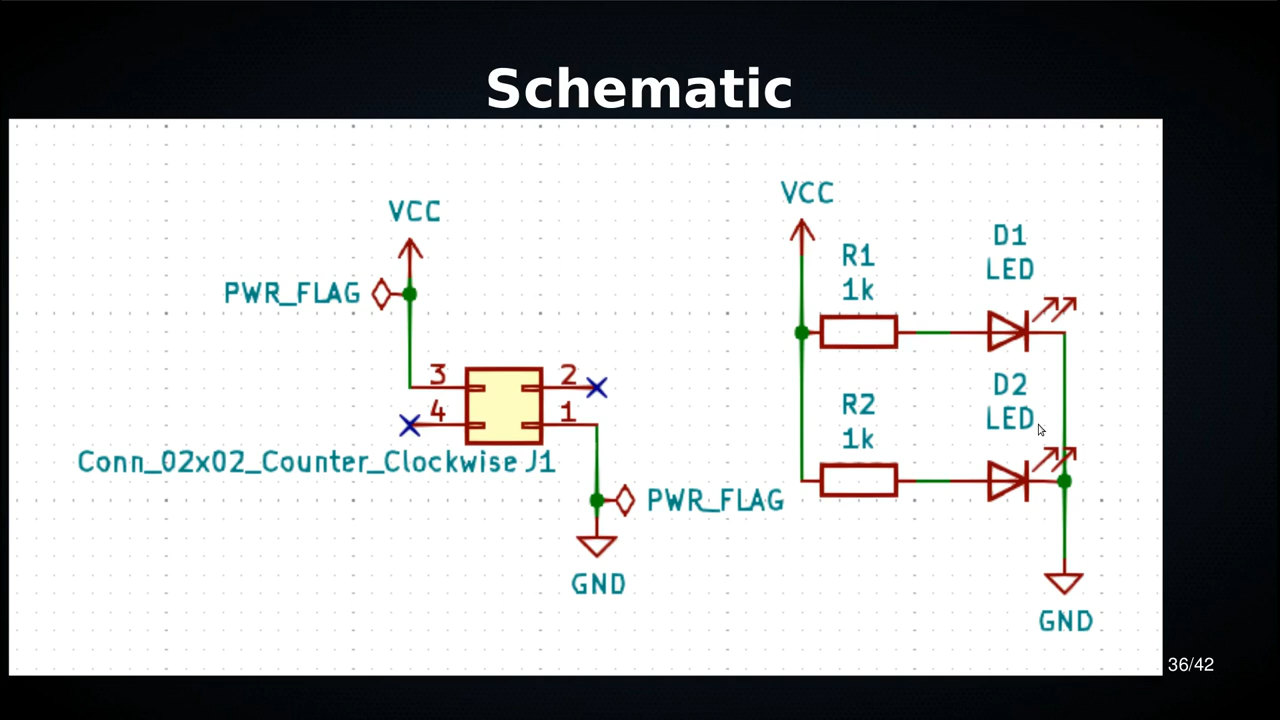 Schematic
VCC
PWR_FLAG
3
2
4
1
Conn_02x02_Counter_Clockwise J1
PWR_FLAG
GND
VCC
R1
1k
D1
LED
R2
1k
D2
LED
GND
36/42